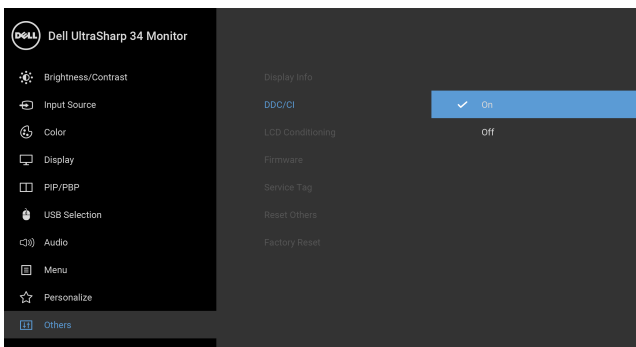 DELL Dell UltraSharp 34 Monitor
Brightness/Contrast
Display Info
Input Source
DDC/CI
On
Color
LCD Conditioning
Off
Display
Firmware
PIP/PBP
Service Tag
USB Selection
Reset Others
Audio
Factory Reset
Menu
Personalize
Others